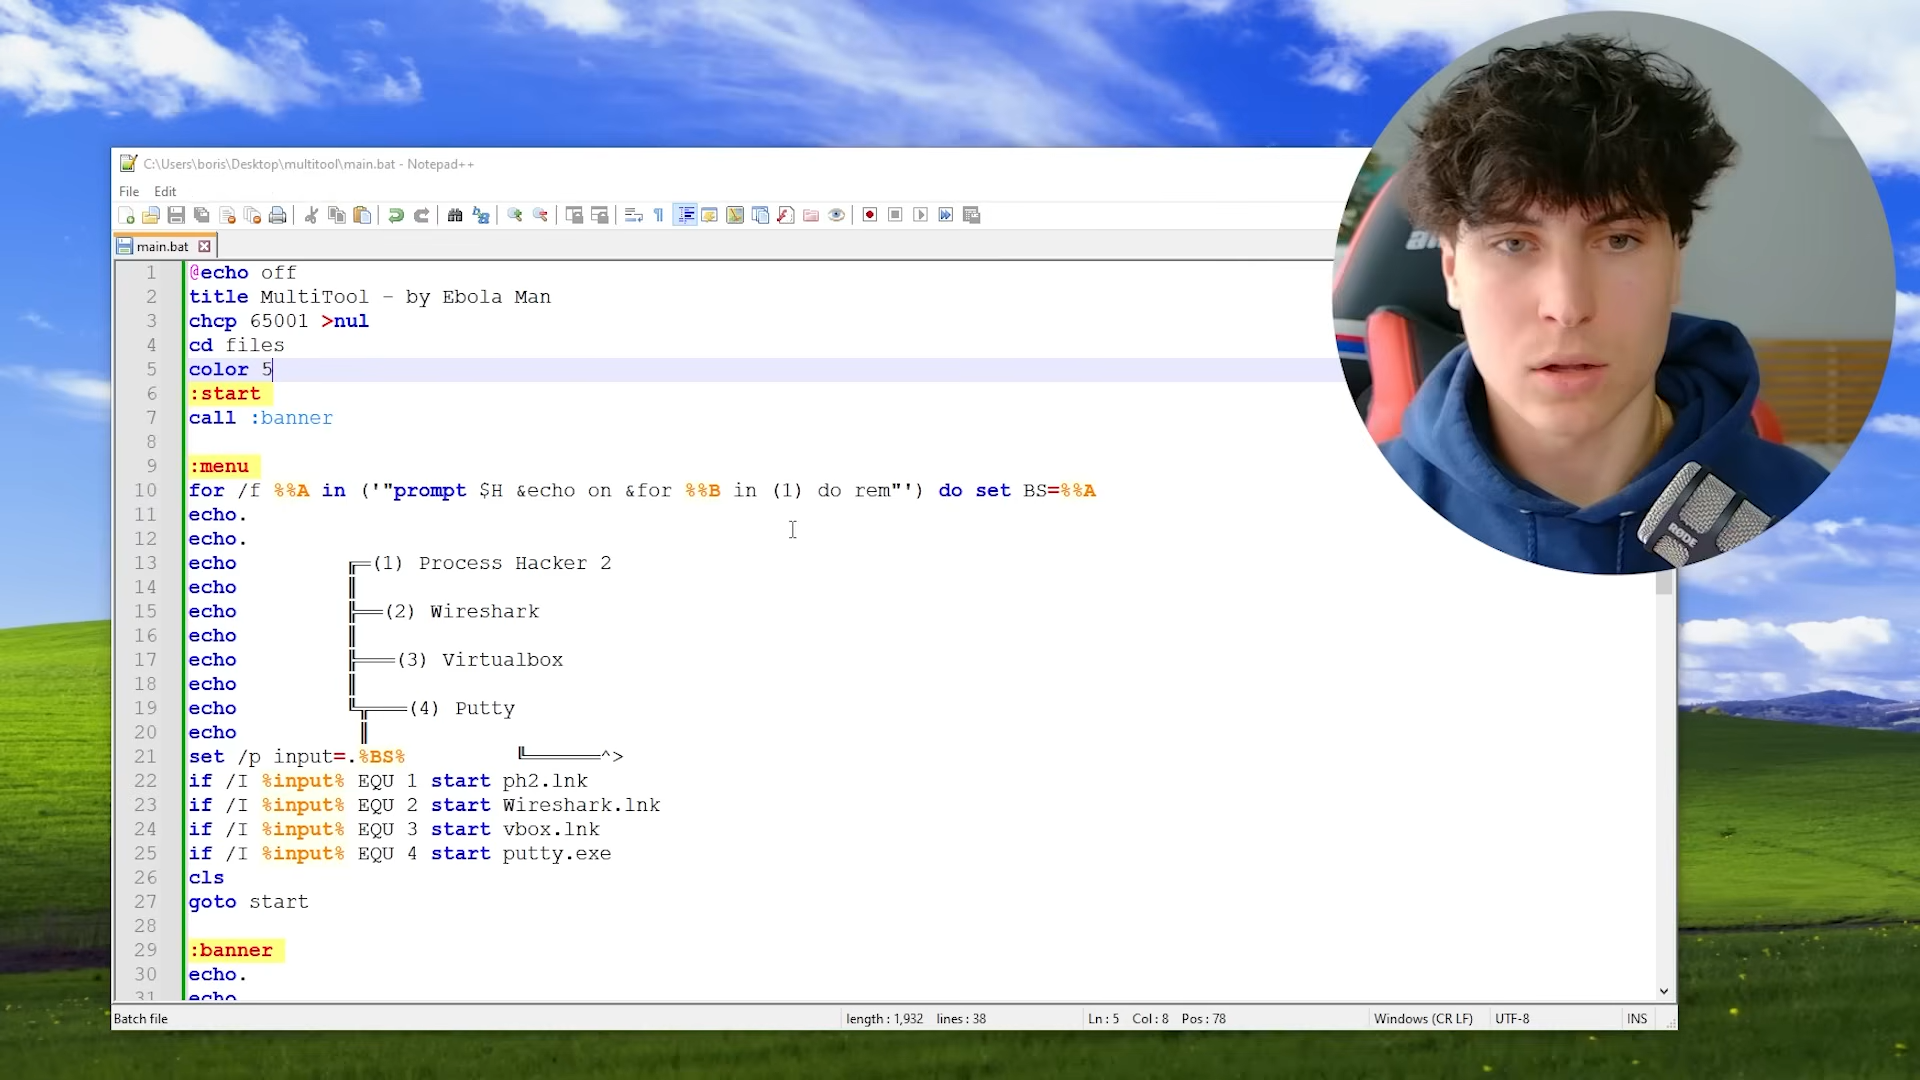 C:\Users\boris\Desktop\multitool\main.bat - Notepad++
File Edit
main.bat
1 @echo off
2 title MultiTool - by Ebola Man
3 chcp 65001 >nul
4 cd files
5 color 5
6 :start
7 call :banner
8
9 :menu
10 for /f %%A in ('"prompt $H &echo on &for %%B in (1) do rem"') do set BS=%%A
11 echo.
12 echo.
13 echo ╔═(1) Process Hacker 2
14 echo ║
15 echo ╠══(2) Wireshark
16 echo ║
17 echo ╠═══(3) Virtualbox
18 echo ║
19 echo ╚╦═══(4) Putty
20 echo ║
21 set /p input=.%BS% ╚══════^>
22 if /I %input% EQU 1 start ph2.lnk
23 if /I %input% EQU 2 start Wireshark.lnk
24 if /I %input% EQU 3 start vbox.lnk
25 if /I %input% EQU 4 start putty.exe
26 cls
27 goto start
28
29 :banner
30 echo.
31 echo
Batch file length : 1,932 lines : 38 Ln : 5 Col : 8 Pos : 78 Windows (CR LF) UTF-8 INS
RØDE